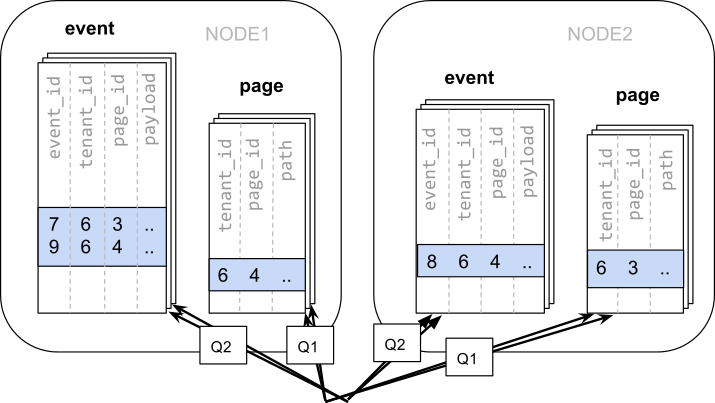 NODE1
event
event_id
tenant_id
page_id
payload
7 6 3 ..
9 6 4 ..
page
tenant_id
page_id
path
6 4 ..
NODE2
event
event_id
tenant_id
page_id
payload
8 6 4 ..
page
tenant_id
page_id
path
6 3 ..
Q2
Q1
Q2
Q1